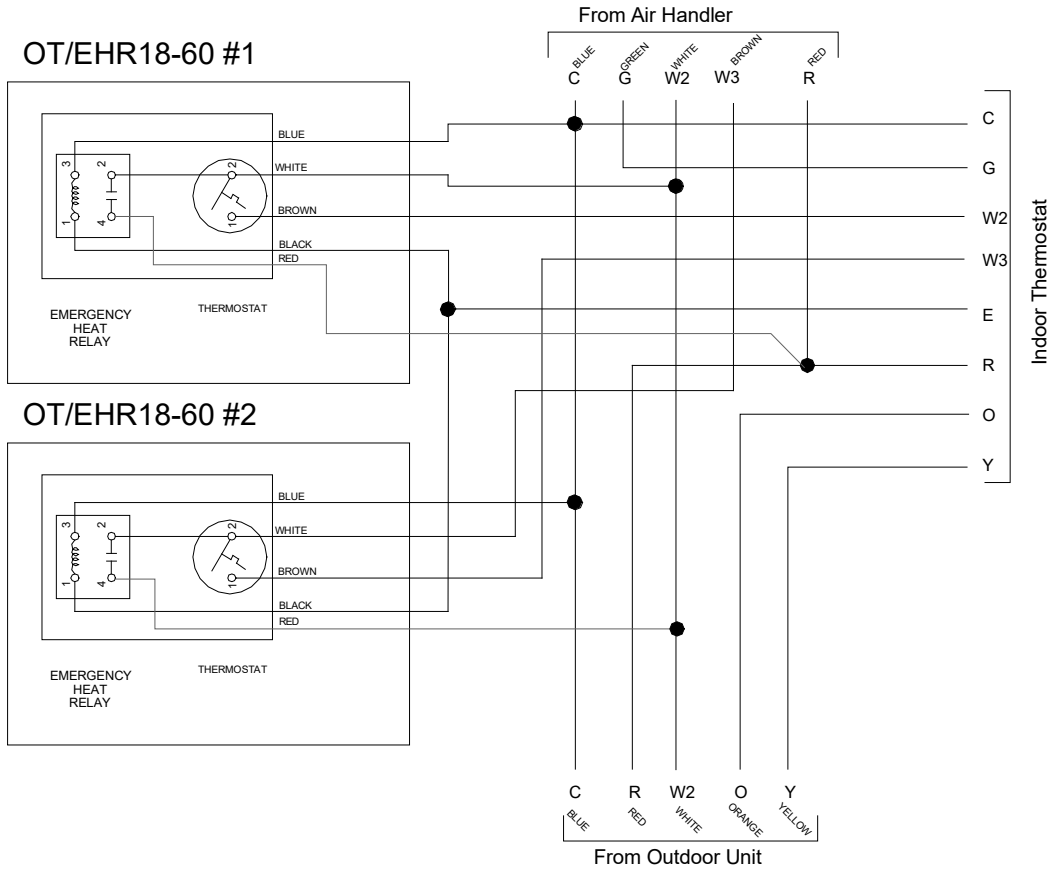 From Air Handler
BLUE GREEN WHITE BROWN RED
C G W2 W3 R
OT/EHR18-60 #1
BLUE
WHITE
BROWN
BLACK
RED
3 2
1 4
2
1
EMERGENCY
HEAT
RELAY
THERMOSTAT
C
G
W2
W3
E
R
O
Y
Indoor Thermostat
OT/EHR18-60 #2
BLUE
WHITE
BROWN
BLACK
RED
3 2
1 4
2
1
EMERGENCY
HEAT
RELAY
THERMOSTAT
C R W2 O Y
BLUE RED WHITE ORANGE YELLOW
From Outdoor Unit